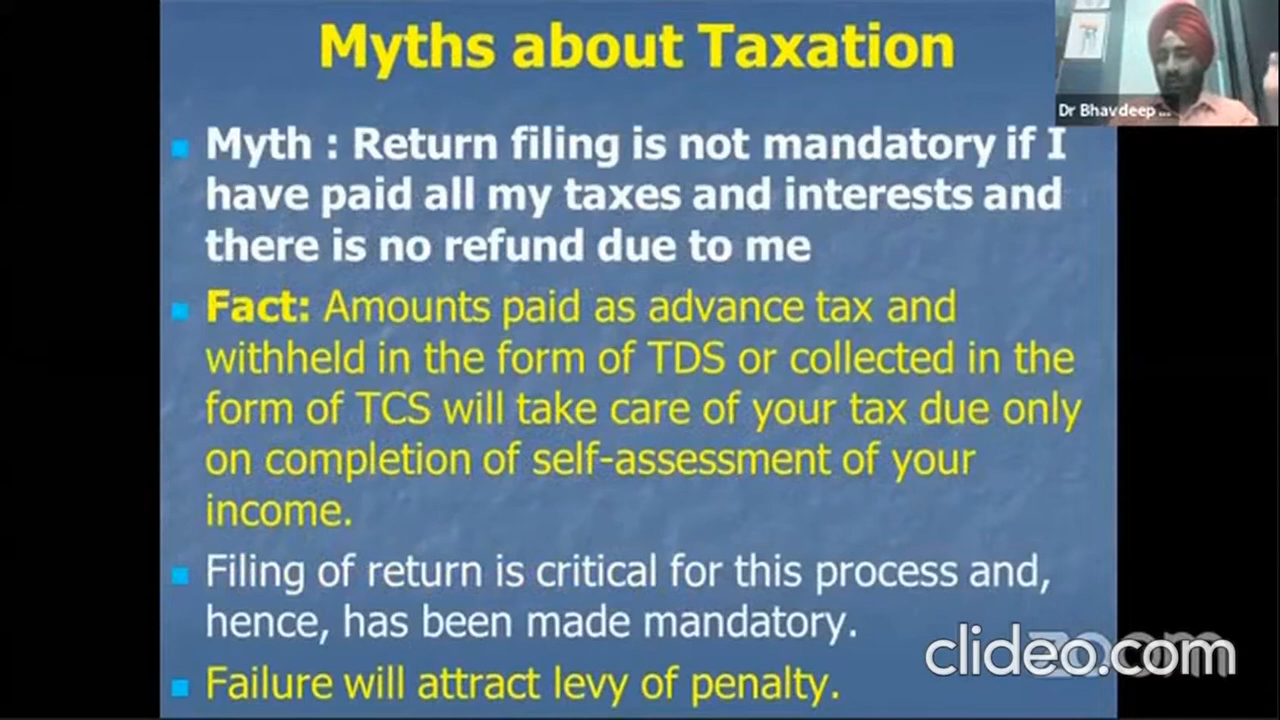 Myths about Taxation
Dr Bhavdeep ...
Myth : Return filing is not mandatory if I
have paid all my taxes and interests and
there is no refund due to me
Fact: Amounts paid as advance tax and
withheld in the form of TDS or collected in the
form of TCS will take care of your tax due only
on completion of self-assessment of your
income.
Filing of return is critical for this process and,
hence, has been made mandatory.
Failure will attract levy of penalty.
clideo.com
zoom